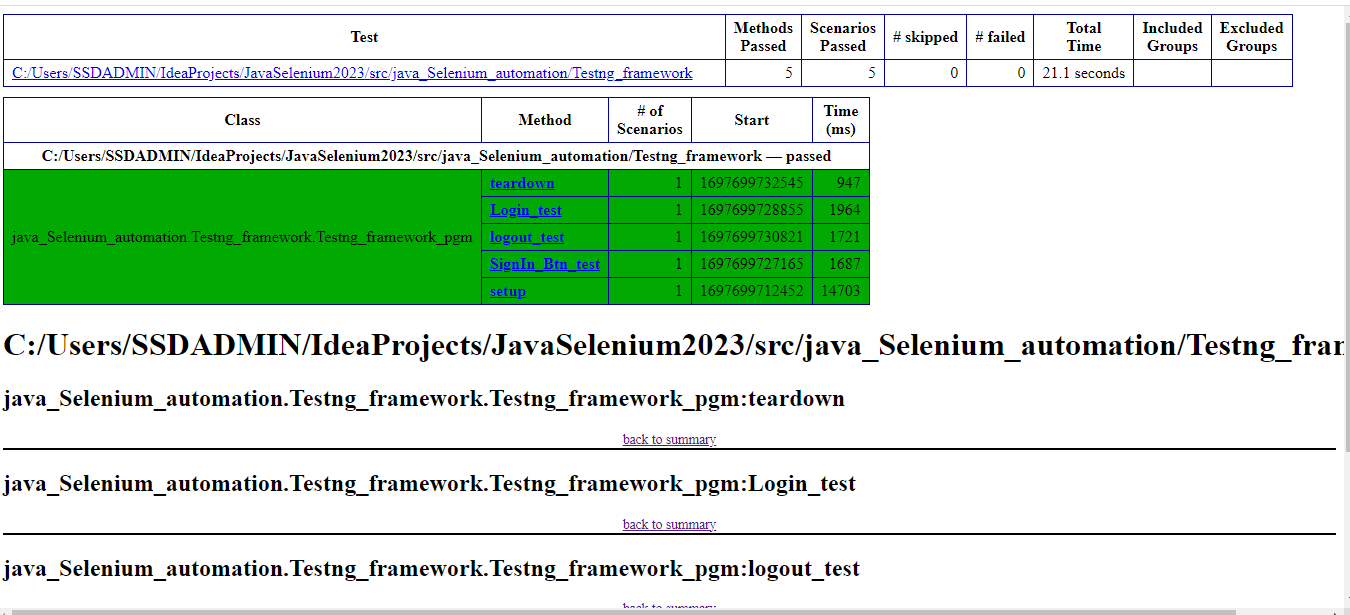 Test Methods Passed Scenarios Passed # skipped # failed Total Time Included Groups Excluded Groups
C:/Users/SSDADMIN/IdeaProjects/JavaSelenium2023/src/java_Selenium_automation/Testng_framework 5 5 0 0 21.1 seconds
Class Method # of Scenarios Start Time (ms)
C:/Users/SSDADMIN/IdeaProjects/JavaSelenium2023/src/java_Selenium_automation/Testng_framework — passed
teardown 1 1697699732545 947
Login_test 1 1697699728855 1964
java_Selenium_automation.Testng_framework.Testng_framework_pgm logout_test 1 1697699730821 1721
SignIn_Btn_test 1 1697699727165 1687
setup 1 1697699712452 14703
C:/Users/SSDADMIN/IdeaProjects/JavaSelenium2023/src/java_Selenium_automation/Testng_fran
java_Selenium_automation.Testng_framework.Testng_framework_pgm:teardown
back to summary
java_Selenium_automation.Testng_framework.Testng_framework_pgm:Login_test
back to summary
java_Selenium_automation.Testng_framework.Testng_framework_pgm:logout_test
back to summary